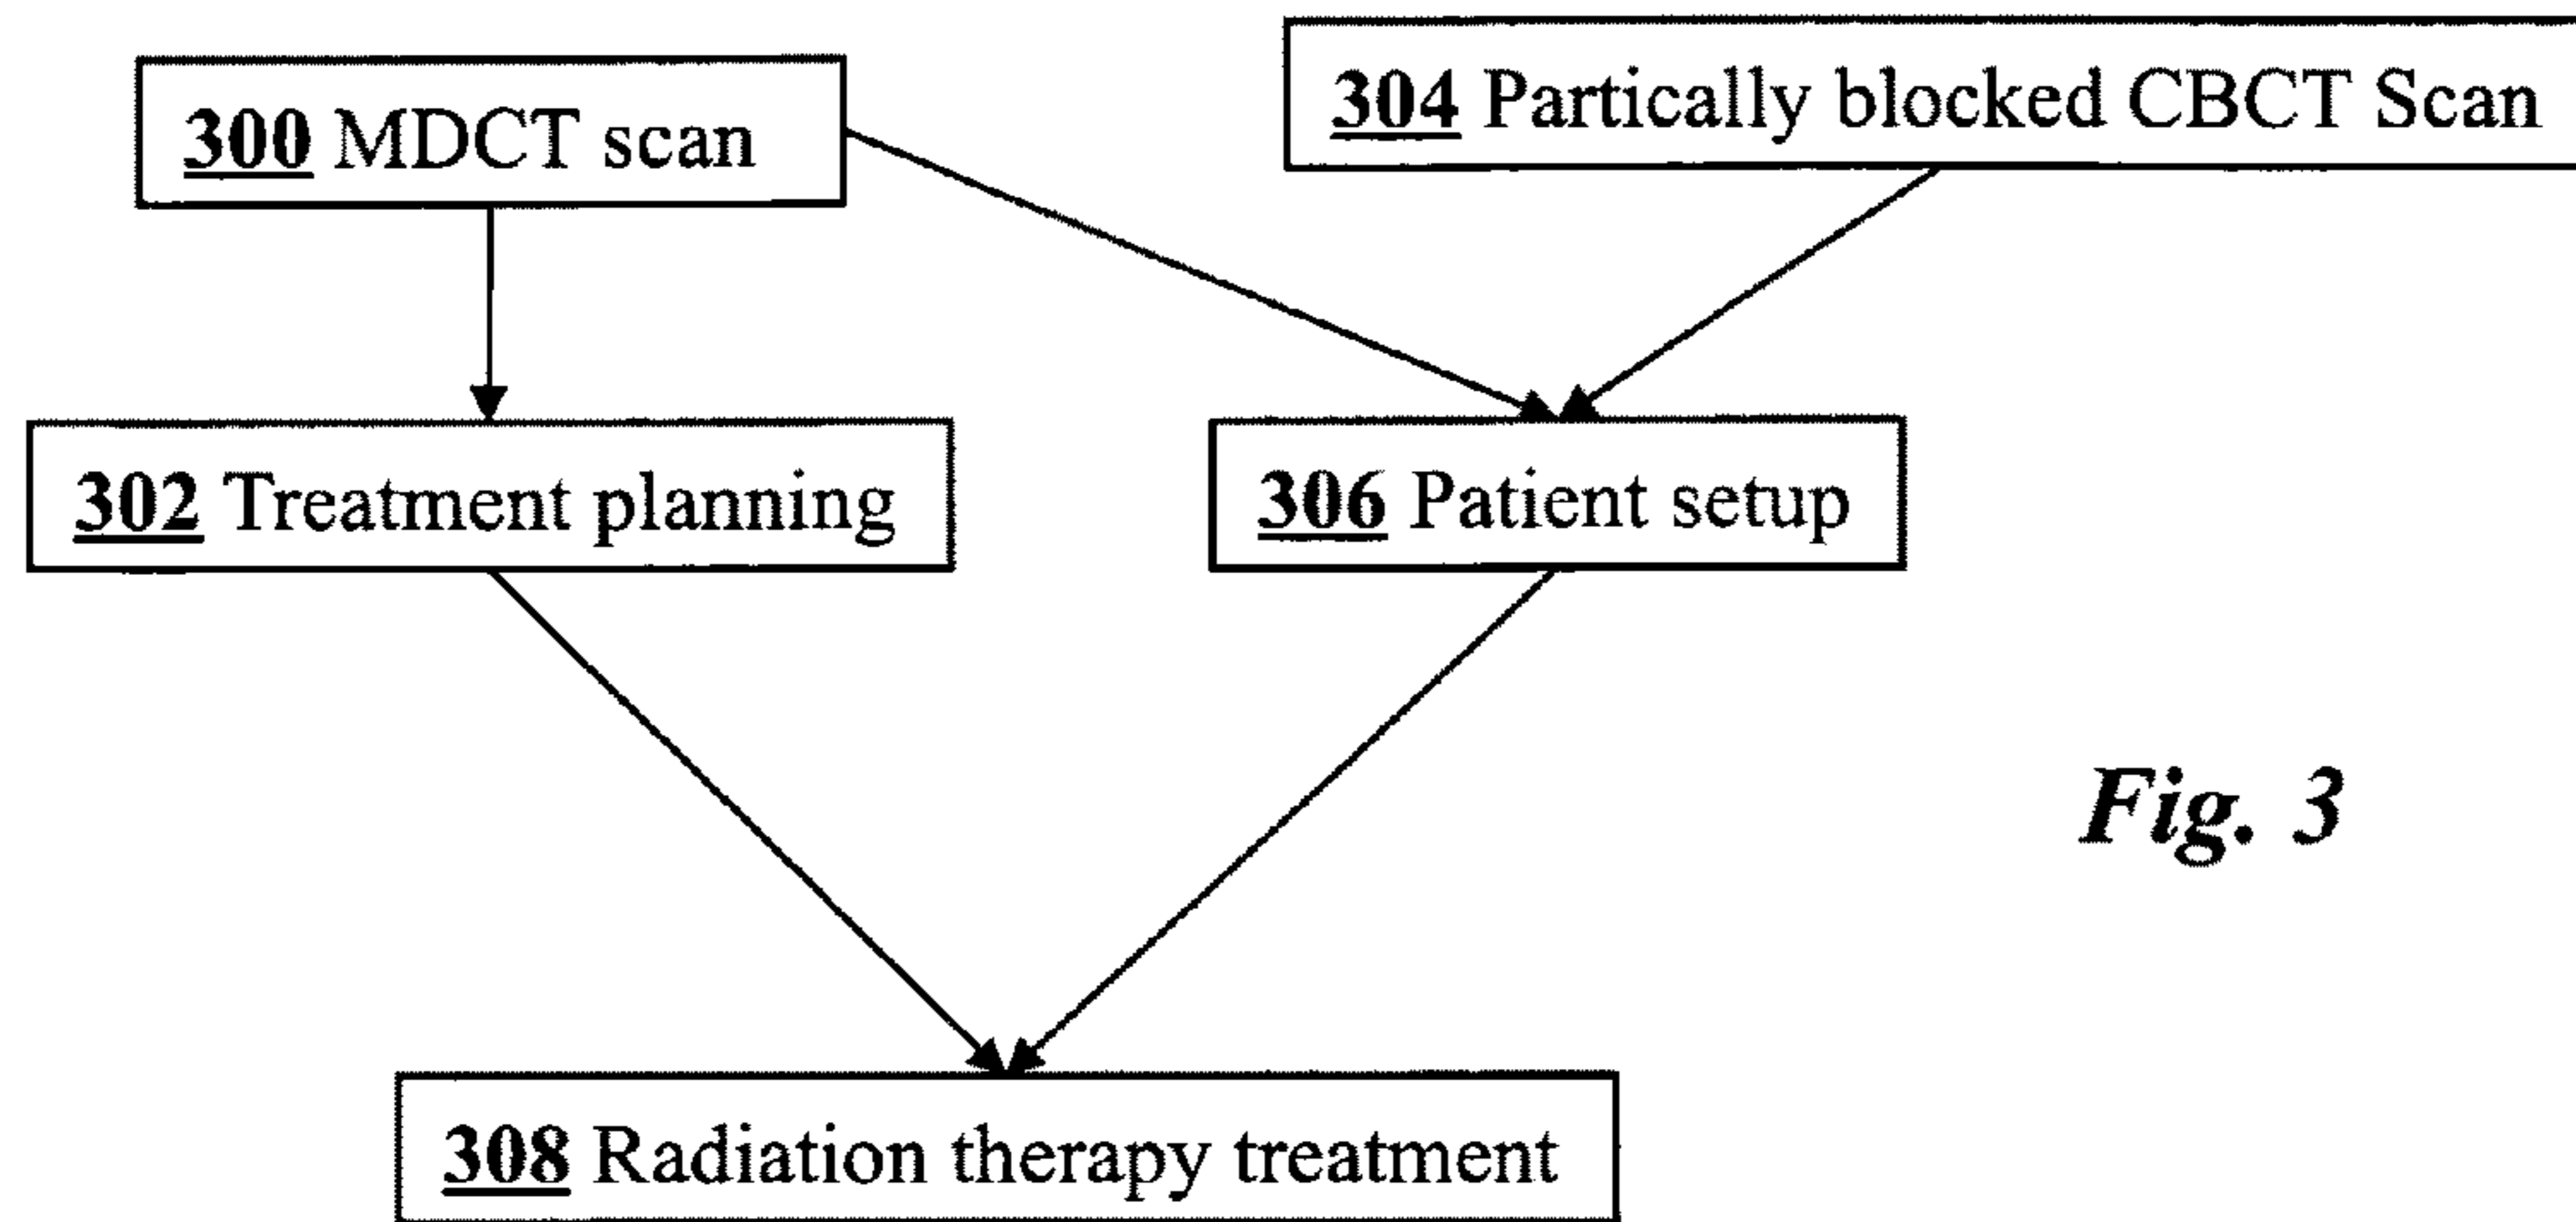 300 MDCT scan
304 Partically blocked CBCT Scan
302 Treatment planning
306 Patient setup
Fig. 3
308 Radiation therapy treatment